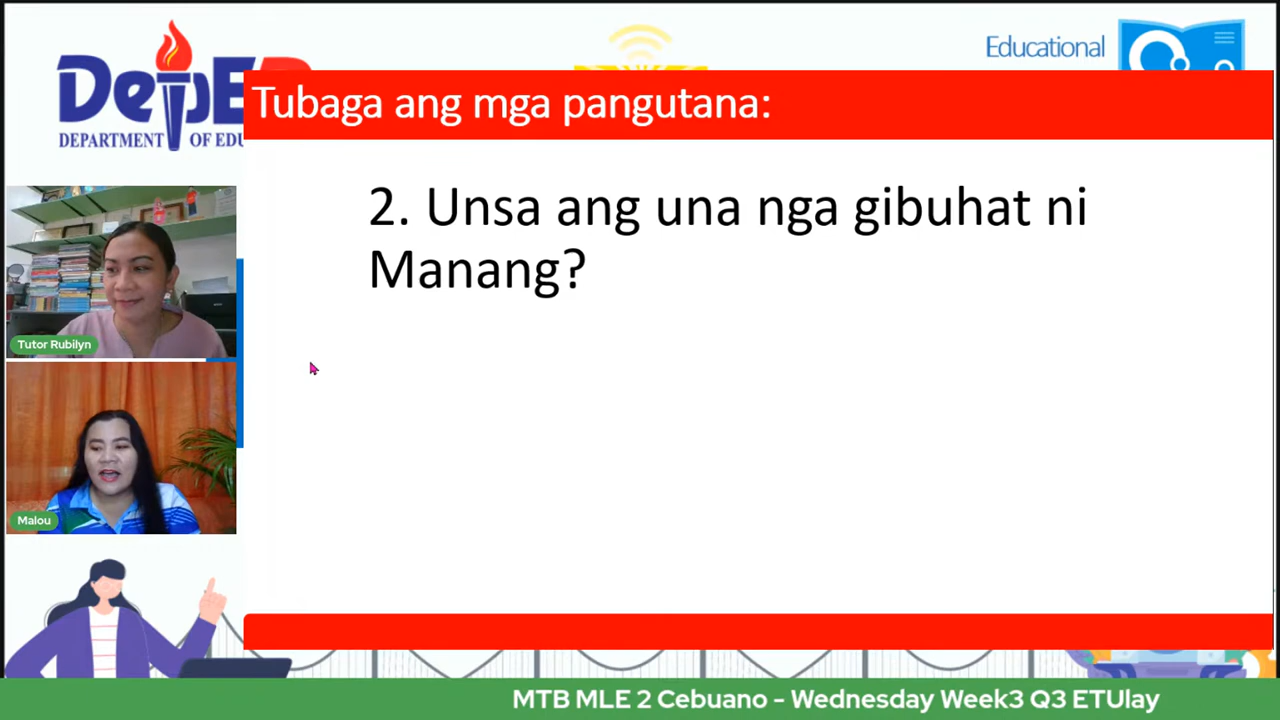 Educational
DepED
DEPARTMENT OF EDU
Tubaga ang mga pangutana:
2. Unsa ang una nga gibuhat ni
Manang?
Tutor Rubilyn
Malou
MTB MLE 2 Cebuano - Wednesday Week3 Q3 ETUlay